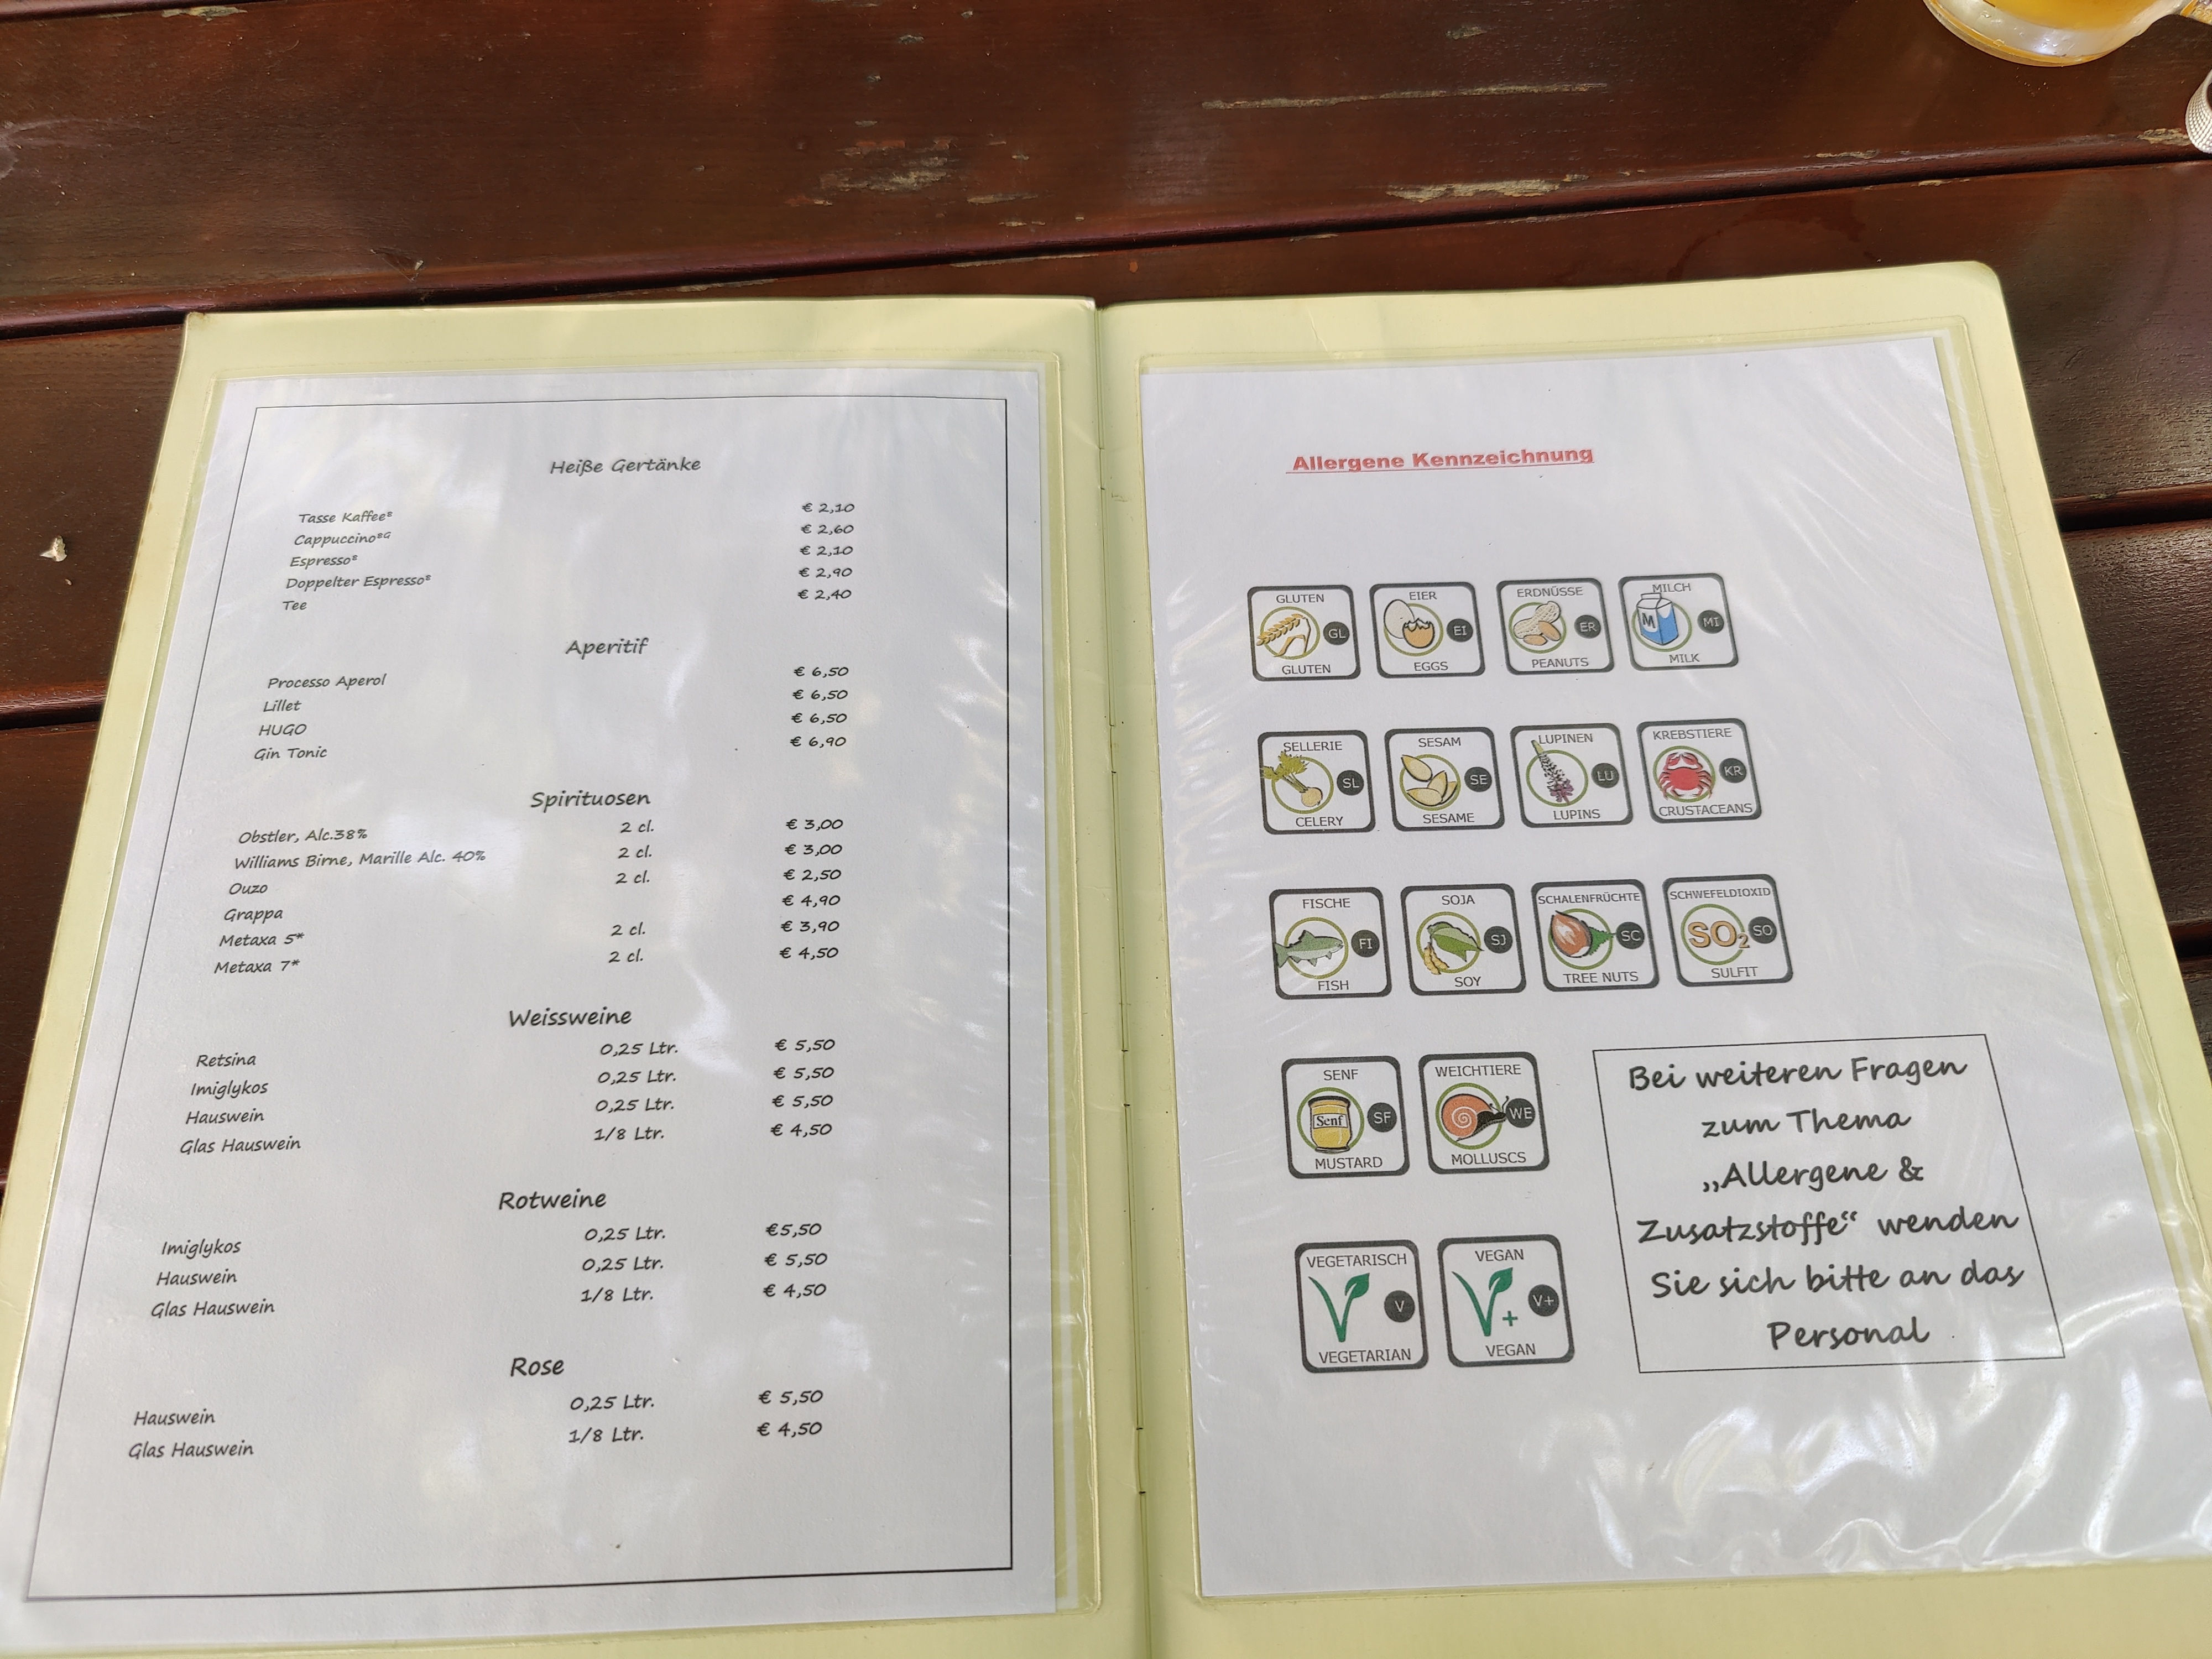 Heiße Gertänke
Tasse Kaffee⁸ € 2,10
Cappuccino⁸ᴳ € 2,60
Espresso⁸ € 2,10
Doppelter Espresso⁸ € 2,90
Tee € 2,40
Aperitif
Processo Aperol € 6,50
Lillet € 6,50
HUGO € 6,50
Gin Tonic € 6,90
Spirituosen
Obstler, Alc.38% 2 cl. € 3,00
Williams Birne, Marille Alc. 40% 2 cl. € 3,00
Ouzo 2 cl. € 2,50
Grappa € 4,90
Metaxa 5* 2 cl. € 3,90
Metaxa 7* 2 cl. € 4,50
Weissweine
Retsina 0,25 Ltr. € 5,50
Imiglykos 0,25 Ltr. € 5,50
Hauswein 0,25 Ltr. € 5,50
Glas Hauswein 1/8 Ltr. € 4,50
Rotweine
Imiglykos 0,25 Ltr. €5,50
Hauswein 0,25 Ltr. € 5,50
Glas Hauswein 1/8 Ltr. € 4,50
Rose
Hauswein 0,25 Ltr. € 5,50
Glas Hauswein 1/8 Ltr. € 4,50
Allergene Kennzeichnung
GLUTEN EIER ERDNÜSSE MILCH
GL EI ER M MI
GLUTEN EGGS PEANUTS MILK
SELLERIE SESAM LUPINEN KREBSTIERE
SL SE LU KR
CELERY SESAME LUPINS CRUSTACEANS
FISCHE SOJA SCHALENFRÜCHTE SCHWEFELDIOXID
FI SJ SC SO₂ SO
FISH SOY TREE NUTS SULFIT
SENF WEICHTIERE
Senf SF WE
MUSTARD MOLLUSCS
VEGETARISCH VEGAN
V V+
VEGETARIAN VEGAN
Bei weiteren Fragen
zum Thema
„Allergene &
Zusatzstoffe“ wenden
Sie sich bitte an das
Personal